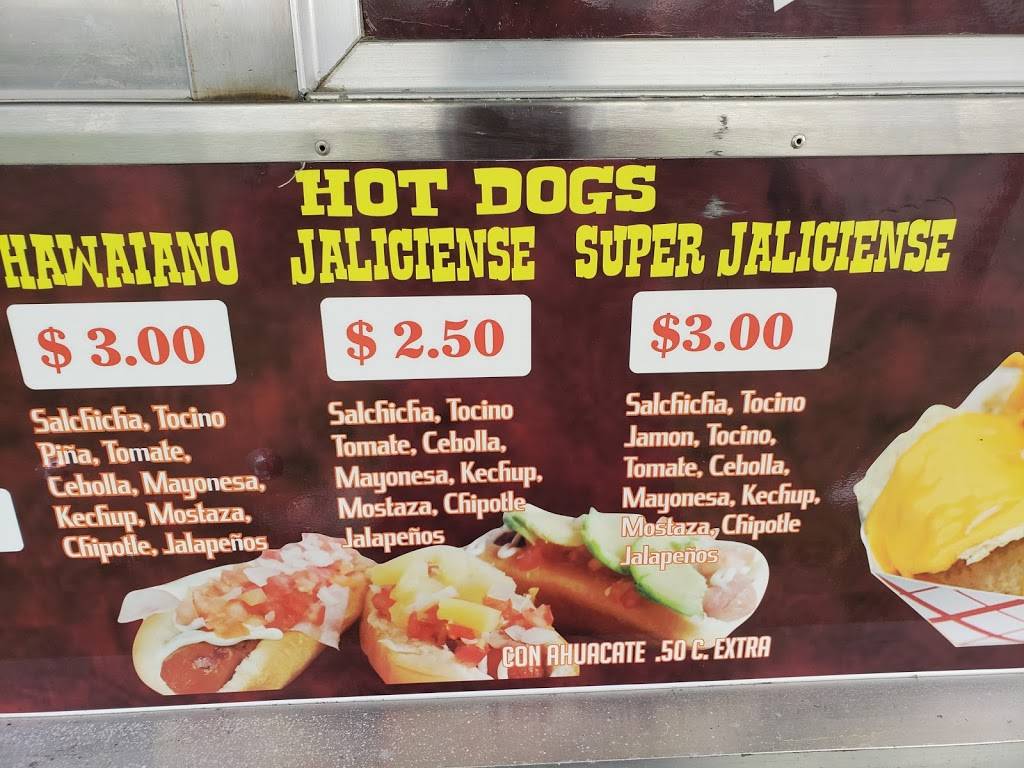 HOT DOGS
HAWAIANO
$ 3.00
Salchicha, Tocino
Piña, Tomate,
Cebolla, Mayonesa,
Kechup, Mostaza,
Chipotle, Jalapeños
JALICIENSE
$ 2.50
Salchicha, Tocino
Tomate, Cebolla,
Mayonesa, Kechup,
Mostaza, Chipotle
Jalapeños
SUPER JALICIENSE
$3.00
Salchicha, Tocino
Jamon, Tocino,
Tomate, Cebolla,
Mayonesa, Kechup,
Mostaza, Chipotle
Jalapeños
CON AHUACATE .50 C. EXTRA